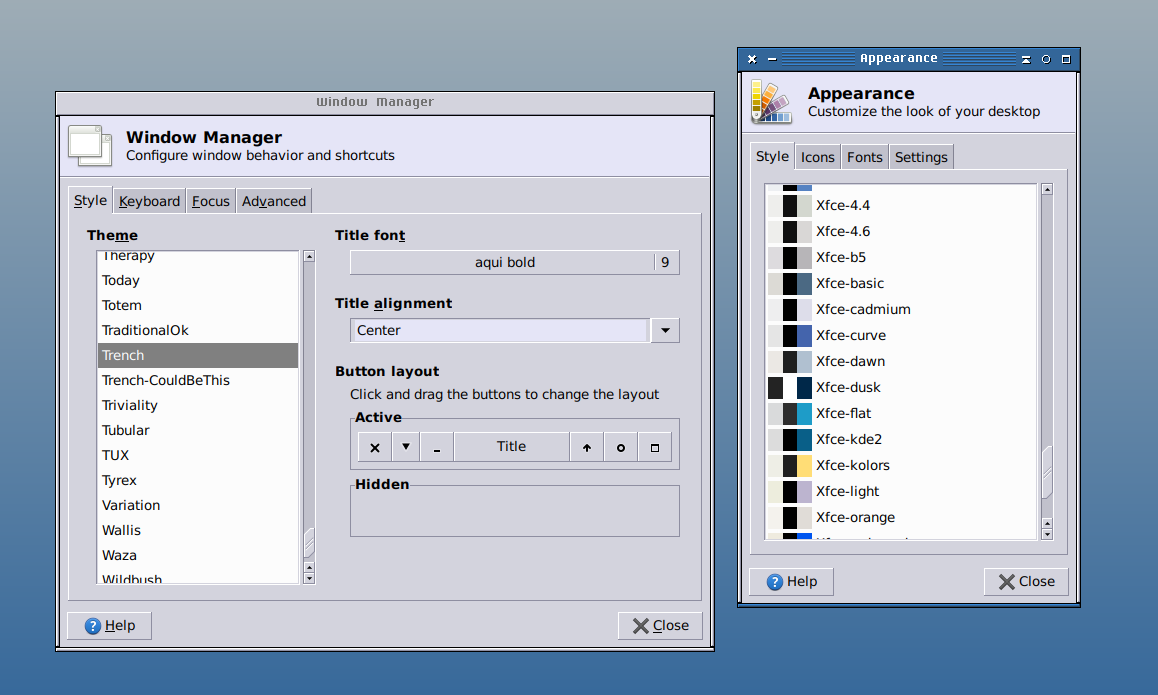 Window Manager
Window Manager
Configure window behavior and shortcuts
Style Keyboard Focus Advanced
Theme
Therapy
Today
Totem
TraditionalOk
Trench
Trench-CouldBeThis
Triviality
Tubular
TUX
Tyrex
Variation
Wallis
Waza
Wildbush
Title font
aqui bold 9
Title alignment
Center
Button layout
Click and drag the buttons to change the layout
Active
Title
Hidden
Help
Close
Appearance
Appearance
Customize the look of your desktop
Style Icons Fonts Settings
Xfce-4.4
Xfce-4.6
Xfce-b5
Xfce-basic
Xfce-cadmium
Xfce-curve
Xfce-dawn
Xfce-dusk
Xfce-flat
Xfce-kde2
Xfce-kolors
Xfce-light
Xfce-orange
Help
Close